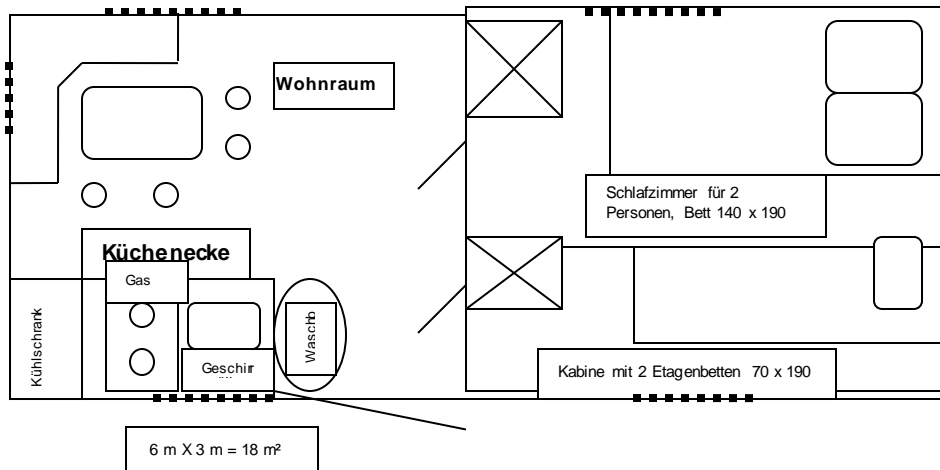 Wohnraum
Schlafzimmer für 2
Personen, Bett 140 x 190
Küchenecke
Gas
Kühlschrank
Waschb
Geschirr
Kabine mit 2 Etagenbetten 70 x 190
6 m X 3 m = 18 m²